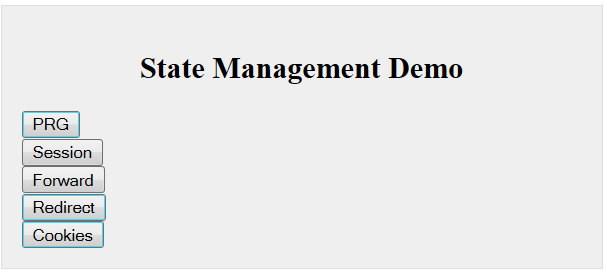 State Management Demo
PRG
Session
Forward
Redirect
Cookies